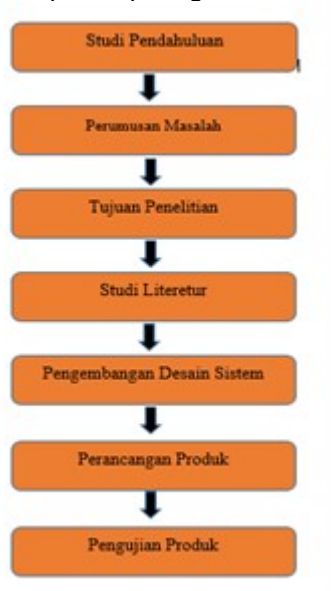 Studi Pendahuluan
Perumusan Masalah
Tujuan Penelitian
Studi Literetur
Pengembangan Desain Sistem
Perancangan Produk
Pengujian Produk